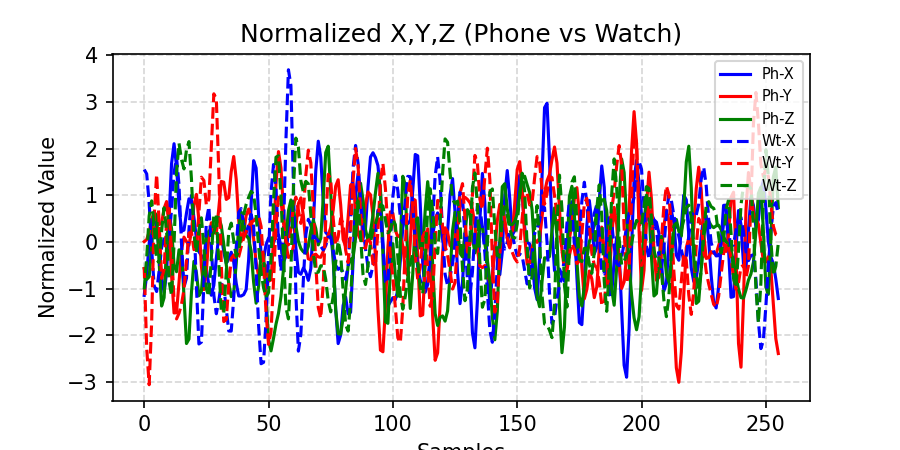 Normalized X,Y,Z (Phone vs Watch)
Normalized Value
4
3
2
1
0
−1
−2
−3
Ph-X
Ph-Y
Ph-Z
Wt-X
Wt-Y
Wt-Z
0 50 100 150 200 250
Samples